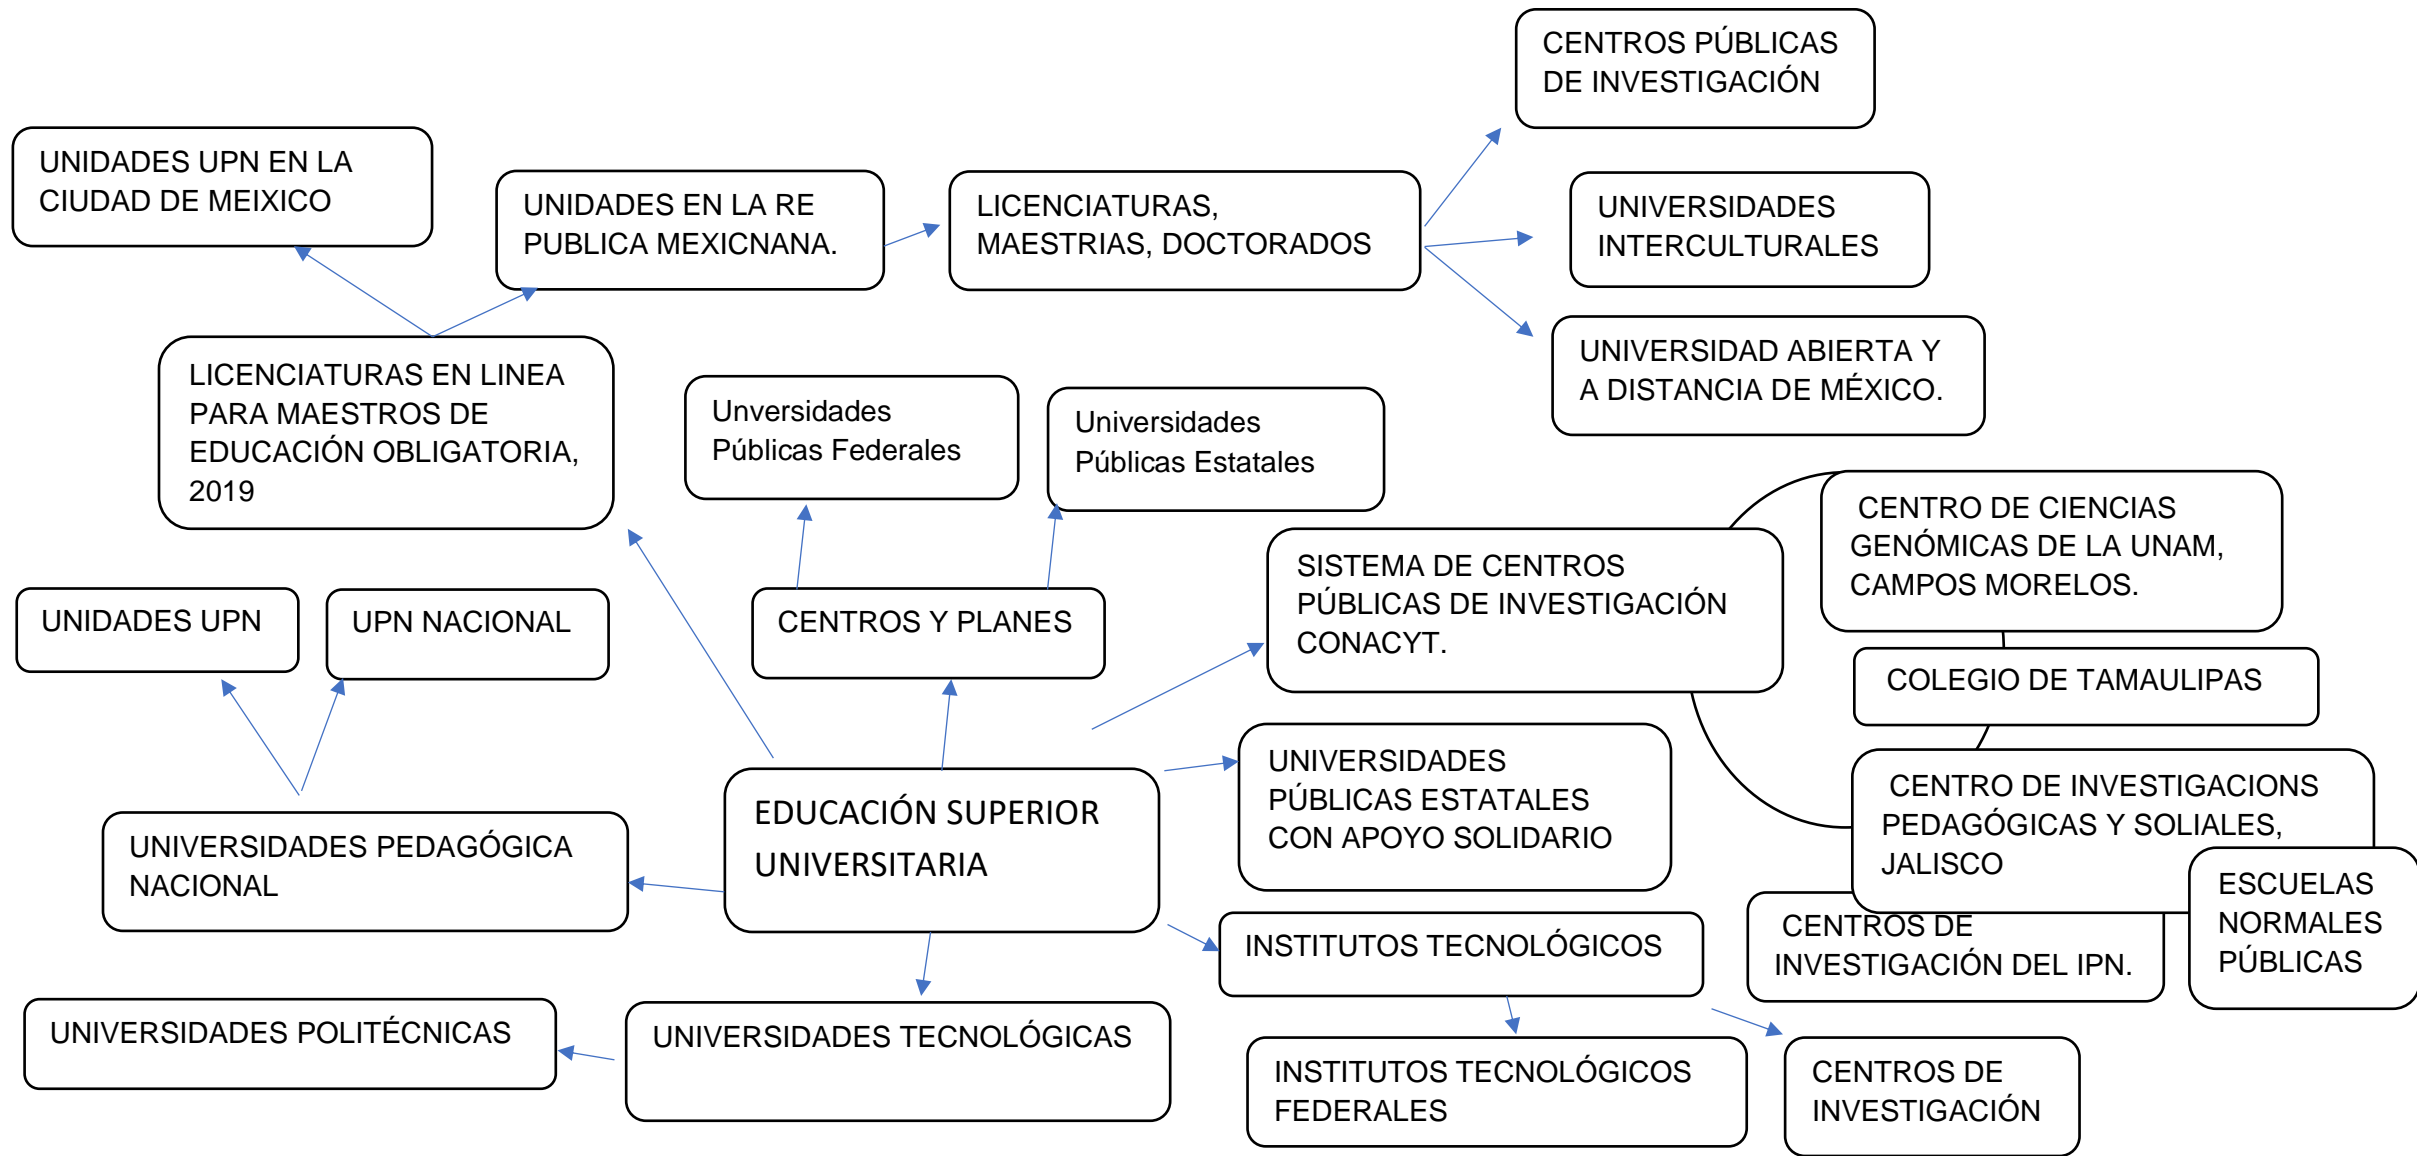 CENTROS PÚBLICAS
DE INVESTIGACIÓN
UNIDADES UPN EN LA
CIUDAD DE MEIXICO
UNIDADES EN LA RE
PUBLICA MEXICNANA.
LICENCIATURAS,
MAESTRIAS, DOCTORADOS
UNIVERSIDADES
INTERCULTURALES
UNIVERSIDAD ABIERTA Y
A DISTANCIA DE MÉXICO.
LICENCIATURAS EN LINEA
PARA MAESTROS DE
EDUCACIÓN OBLIGATORIA,
2019
Unversidades
Públicas Federales
Universidades
Públicas Estatales
CENTRO DE CIENCIAS
GENÓMICAS DE LA UNAM,
CAMPOS MORELOS.
SISTEMA DE CENTROS
PÚBLICAS DE INVESTIGACIÓN
CONACYT.
UNIDADES UPN
UPN NACIONAL
CENTROS Y PLANES
COLEGIO DE TAMAULIPAS
UNIVERSIDADES
PÚBLICAS ESTATALES
CON APOYO SOLIDARIO
CENTRO DE INVESTIGACIONS
PEDAGÓGICAS Y SOLIALES,
JALISCO
EDUCACIÓN SUPERIOR
UNIVERSITARIA
UNIVERSIDADES PEDAGÓGICA
NACIONAL
ESCUELAS
NORMALES
PÚBLICAS
INSTITUTOS TECNOLÓGICOS
CENTROS DE
INVESTIGACIÓN DEL IPN.
UNIVERSIDADES POLITÉCNICAS
UNIVERSIDADES TECNOLÓGICAS
INSTITUTOS TECNOLÓGICOS
FEDERALES
CENTROS DE
INVESTIGACIÓN